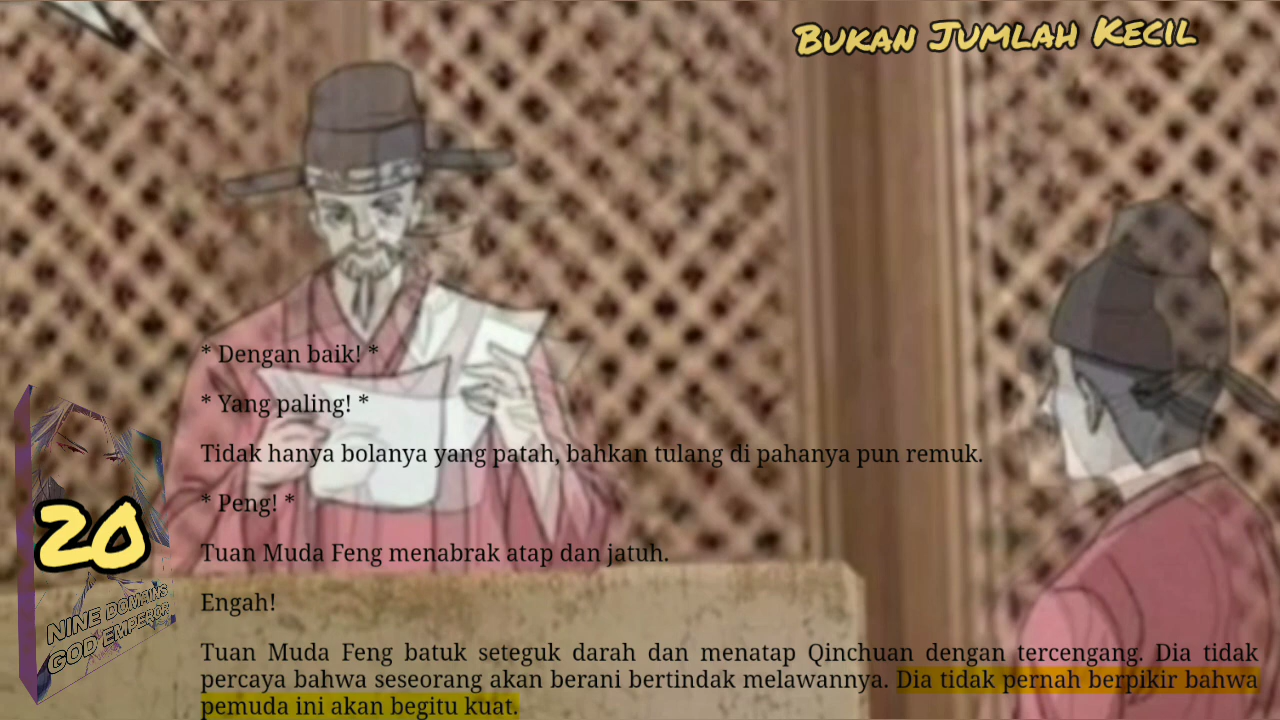 Bukan Jumlah Kecil
* Dengan baik! *
* Yang paling! *
Tidak hanya bolanya yang patah, bahkan tulang di pahanya pun remuk.
* Peng! *
Tuan Muda Feng menabrak atap dan jatuh.
Engah!
Tuan Muda Feng batuk seteguk darah dan menatap Qinchuan dengan tercengang. Dia tidak
percaya bahwa seseorang akan berani bertindak melawannya. Dia tidak pernah berpikir bahwa
pemuda ini akan begitu kuat.
20
NINE DOMAINS
GOD EMPEROR